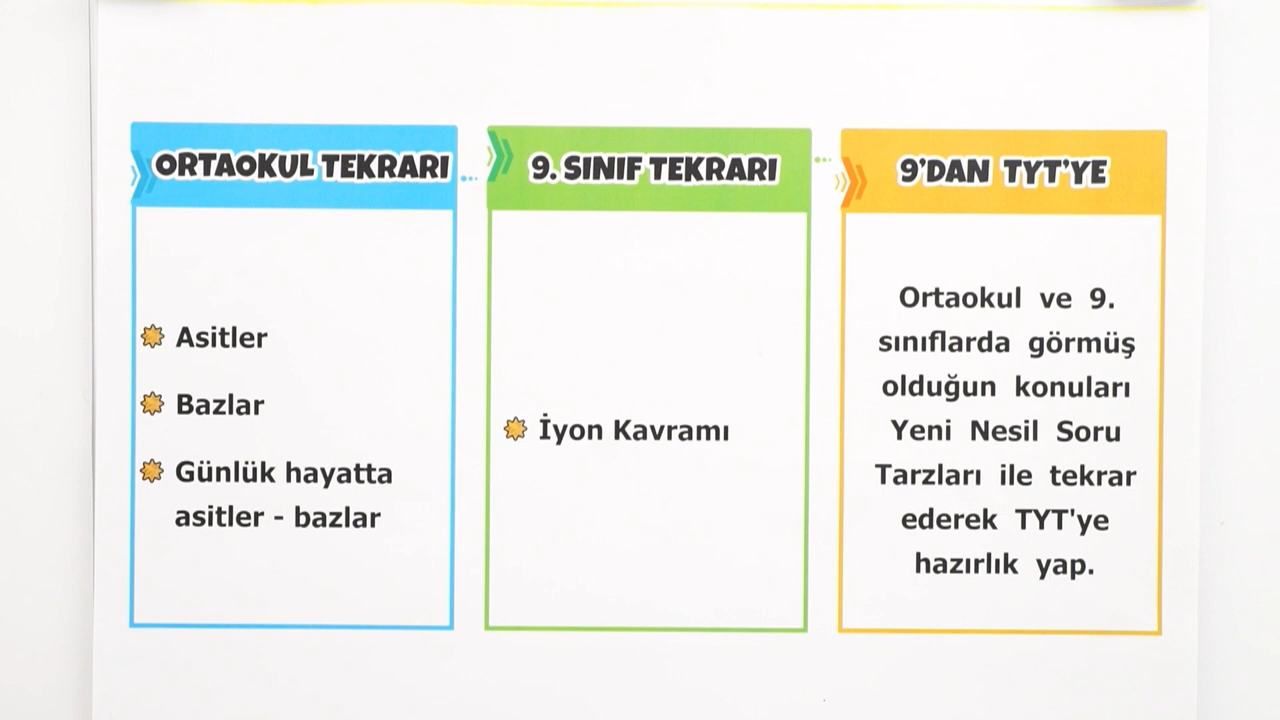 ORTAOKUL TEKRARI
Asitler
Bazlar
Günlük hayatta
asitler - bazlar
9. SINIF TEKRARI
İyon Kavramı
9'DAN TYT'YE
Ortaokul ve 9.
sınıflarda görmüş
olduğun konuları
Yeni Nesil Soru
Tarzları ile tekrar
ederek TYT'ye
hazırlık yap.